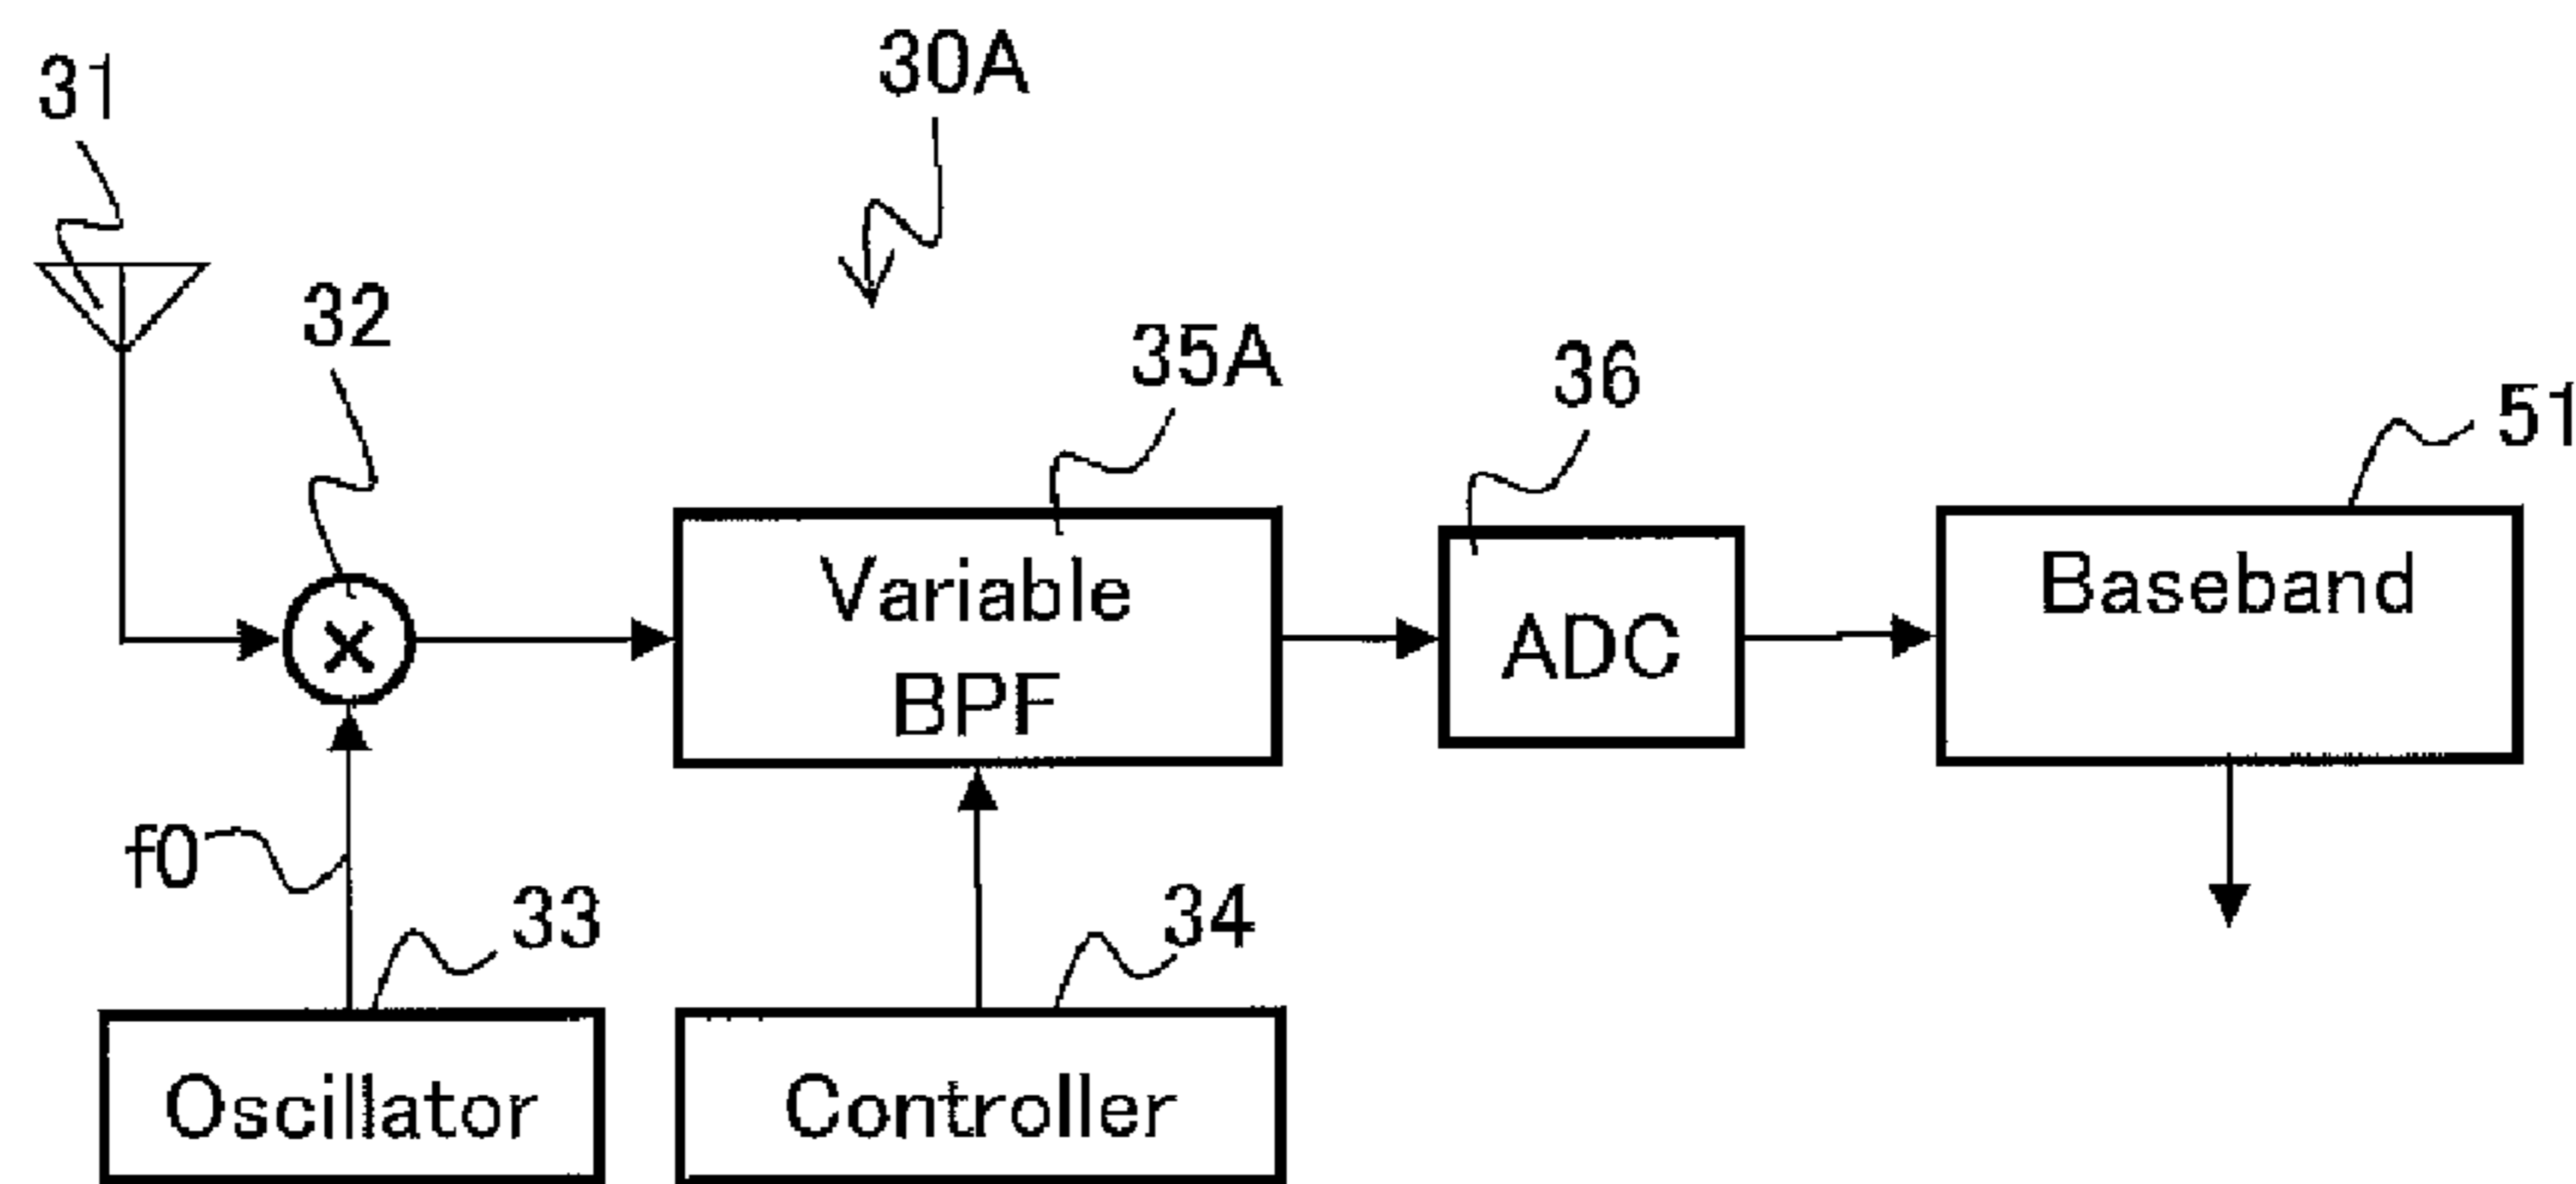 30A
31
32
35A
36
51
Variable
BPF
ADC
Baseband
×
f0
33
34
Oscillator
Controller